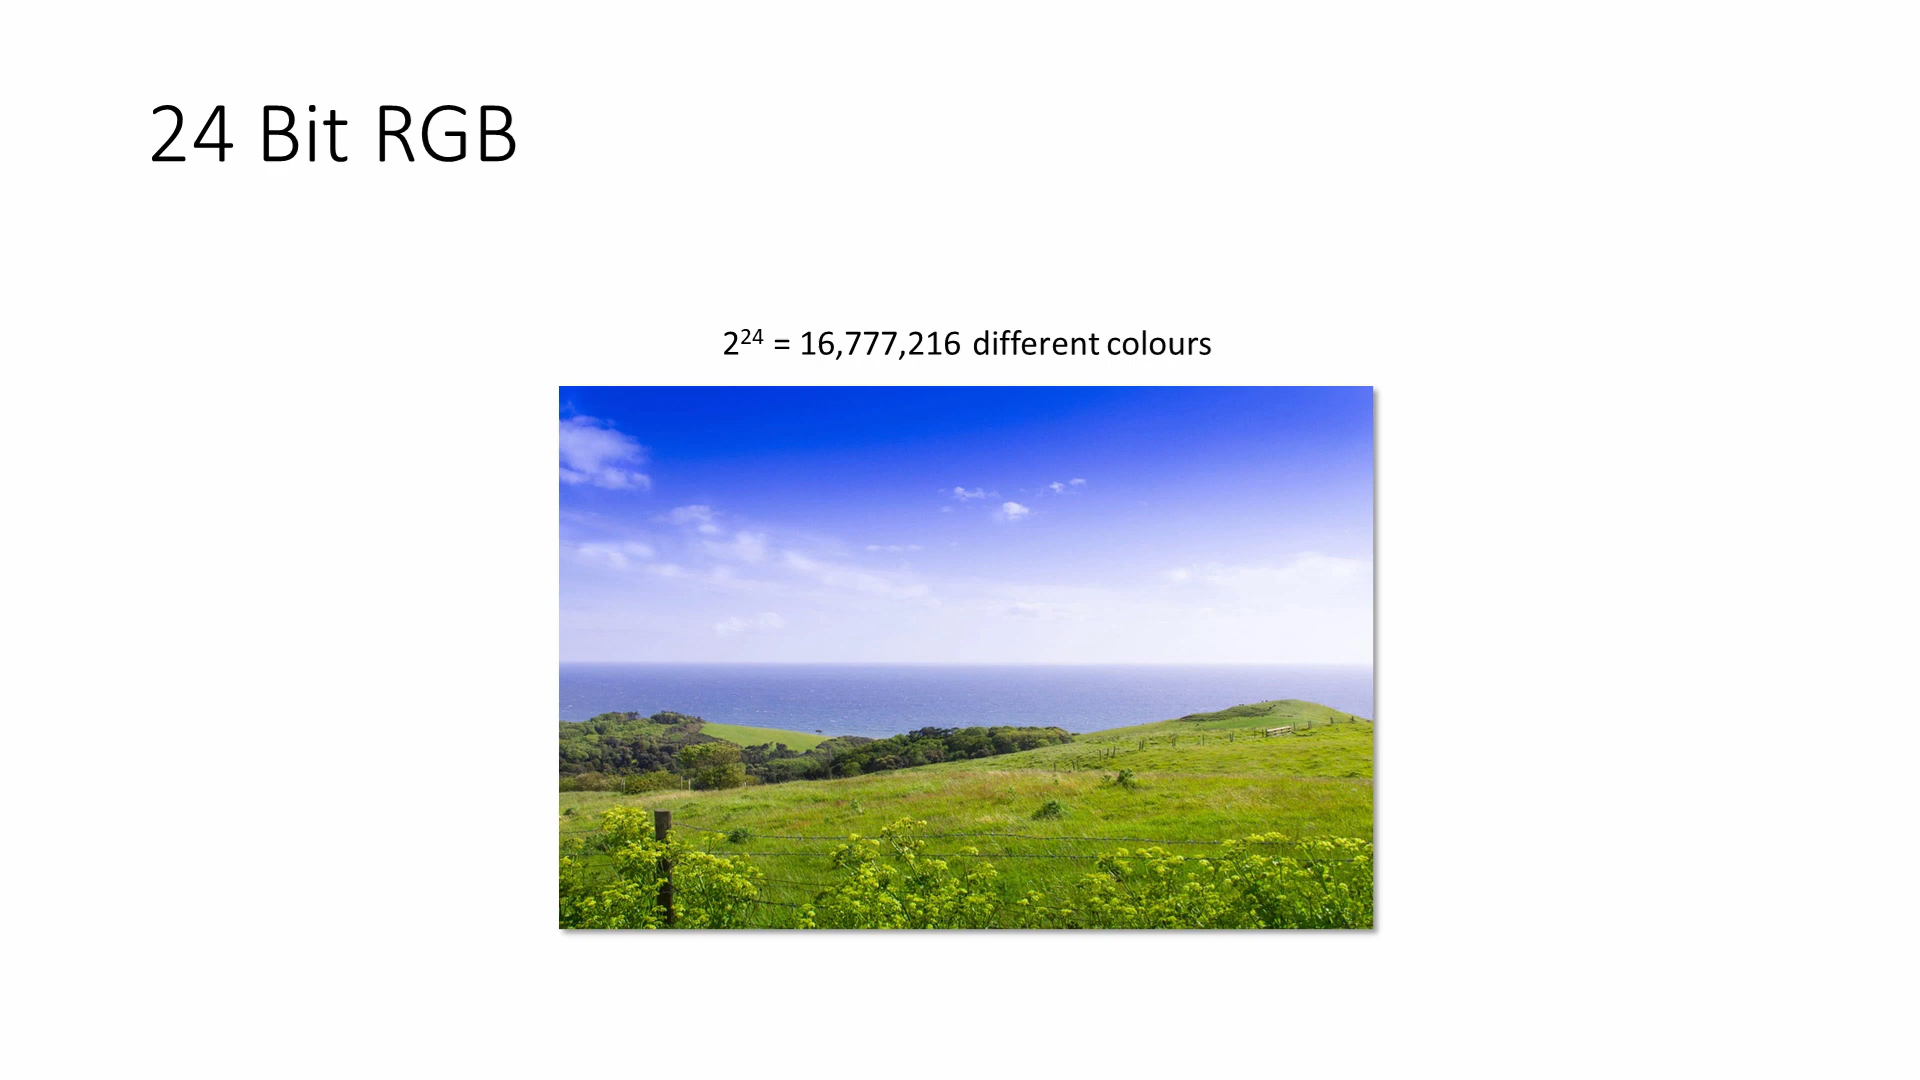 24 Bit RGB
2²⁴ = 16,777,216 different colours